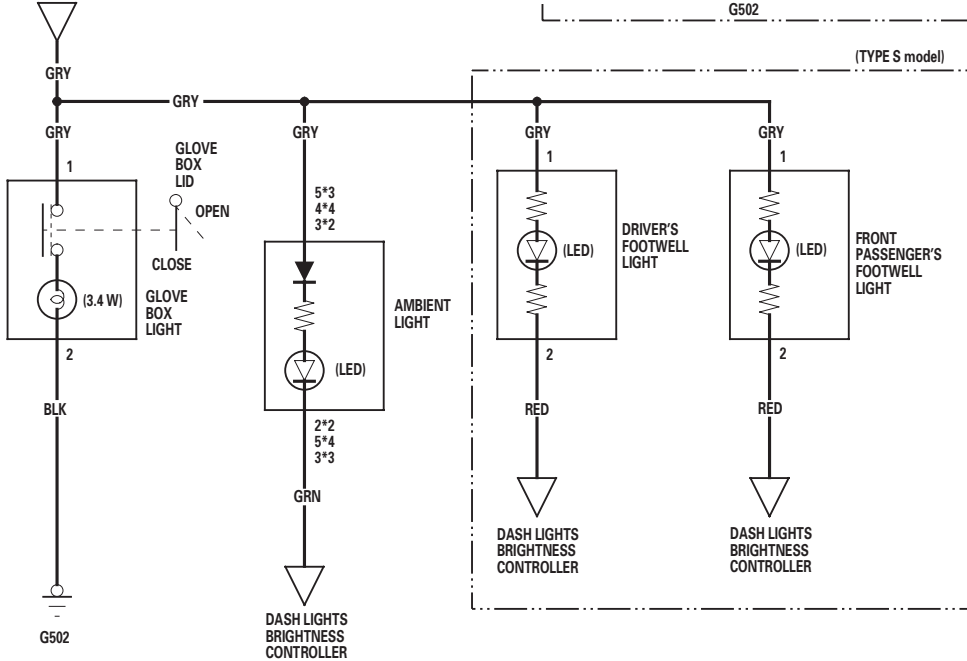 G502
(TYPE S model)
GRY
GRY
GRY
GRY
GRY
GRY
1
GLOVE
BOX
LID
OPEN
CLOSE
(3.4 W)
GLOVE
BOX
LIGHT
2
BLK
G502
5*3
4*4
3*2
AMBIENT
LIGHT
(LED)
2*2
5*4
3*3
GRN
DASH LIGHTS
BRIGHTNESS
CONTROLLER
1
(LED)
DRIVER'S
FOOTWELL
LIGHT
2
RED
DASH LIGHTS
BRIGHTNESS
CONTROLLER
1
(LED)
FRONT
PASSENGER'S
FOOTWELL
LIGHT
2
RED
DASH LIGHTS
BRIGHTNESS
CONTROLLER